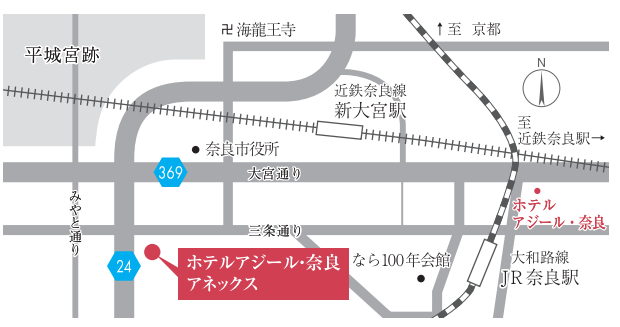 卍海龍王寺
↑至 京都
平城宮跡
N
近鉄奈良線
新大宮駅
至
近鉄奈良駅→
●奈良市役所
369
大宮通り
みやと通り
ホテル
アジール・奈良
三条通り
24
ホテルアジール・奈良
アネックス
なら100年会館
大和路線
JR奈良駅